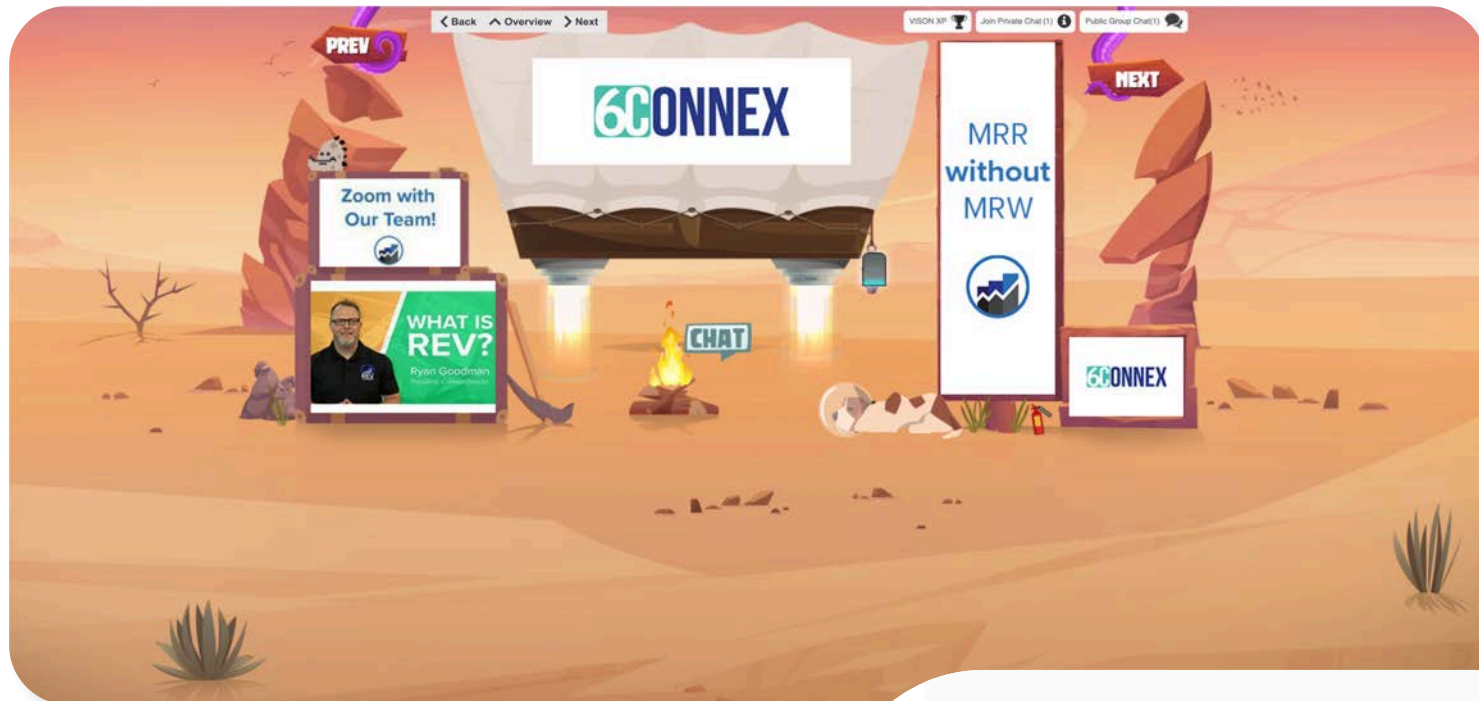 Back Overview Next
VISON XP
Join Private Chat (1)
Public Group Chat(1)
PREV
NEXT
6CONNEX
MRR
without
MRW
Zoom with
Our Team!
WHAT IS
REV?
Ryan Goodman
CHAT
6CONNEX